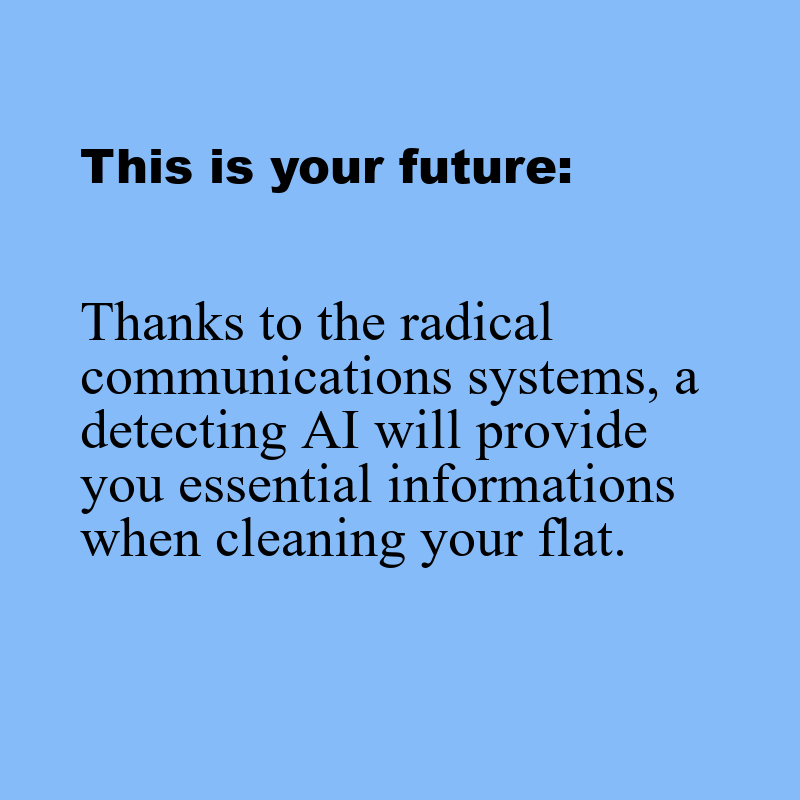 This is your future:
Thanks to the radical
communications systems, a
detecting AI will provide
you essential informations
when cleaning your flat.